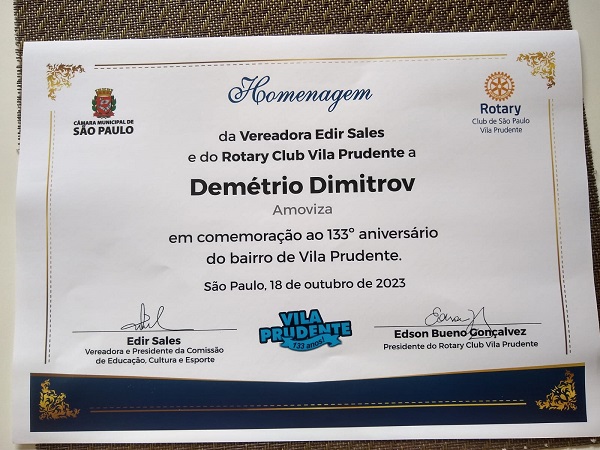 Homenagem
CÂMARA MUNICIPAL DE
SÃO PAULO
Rotary
Club de São Paulo
Vila Prudente
da Vereadora Edir Sales
e do Rotary Club Vila Prudente a
Demétrio Dimitrov
Amoviza
em comemoração ao 133º aniversário
do bairro de Vila Prudente.
São Paulo, 18 de outubro de 2023
Edir Sales
Vereadora e Presidente da Comissão
de Educação, Cultura e Esporte
VILA
PRUDENTE
133 anos!
Edson Bueno Gonçalvez
Presidente do Rotary Club Vila Prudente